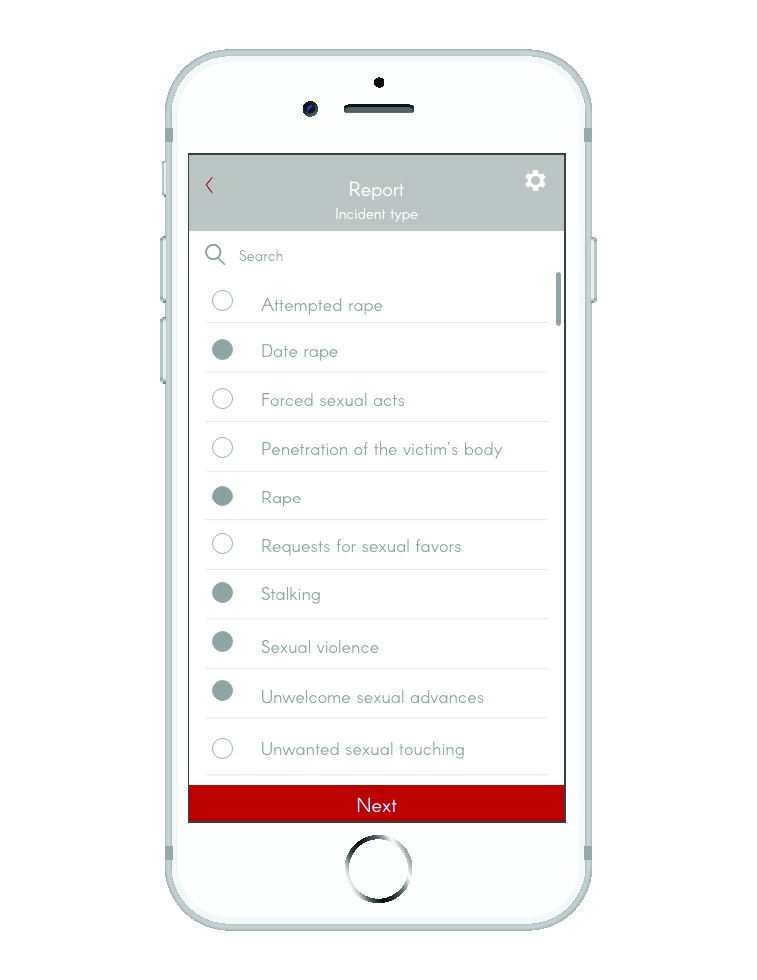 Report
Incident type
Search
Attempted rape
Date rape
Forced sexual acts
Penetration of the victim's body
Rape
Requests for sexual favors
Stalking
Sexual violence
Unwelcome sexual advances
Unwanted sexual touching
Next